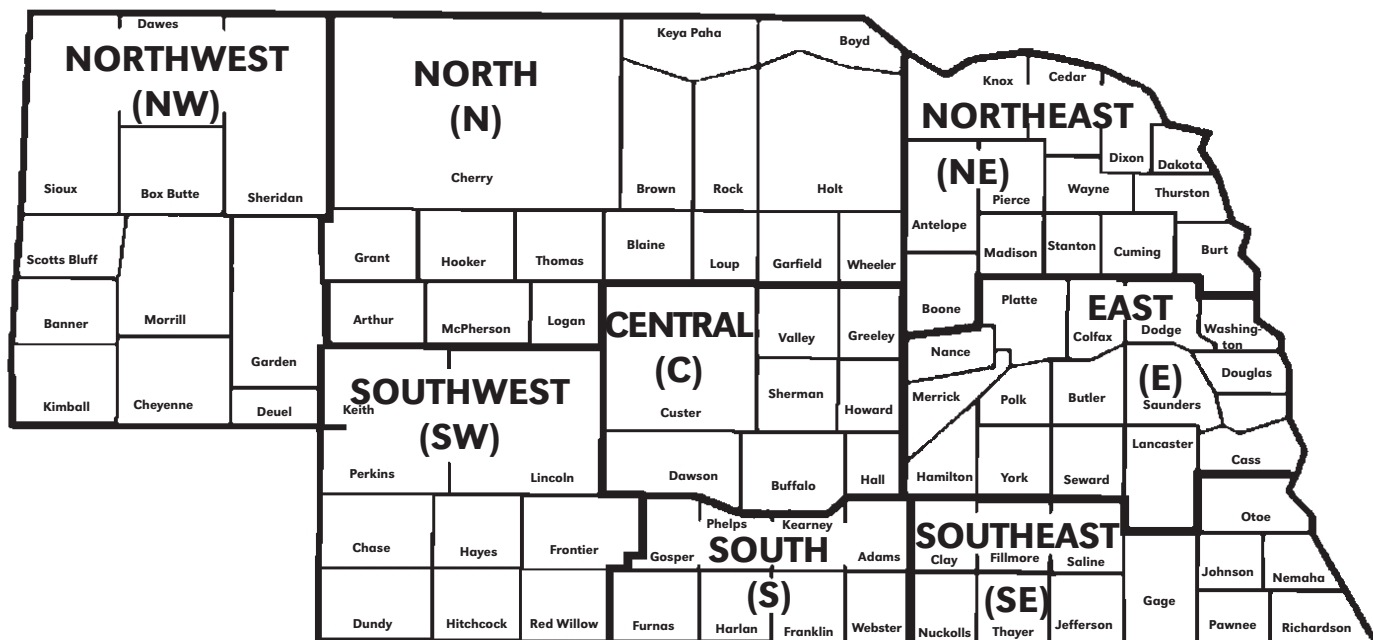 Dawes
NORTHWEST
(NW)
Sioux
Box Butte
Sheridan
Scotts Bluff
Banner
Morrill
Garden
Kimball
Cheyenne
Deuel
NORTH
(N)
Cherry
Keya Paha
Boyd
Brown
Rock
Holt
Grant
Hooker
Thomas
Blaine
Loup
Garfield
Wheeler
Arthur
McPherson
Logan
NORTHEAST
(NE)
Knox
Cedar
Dixon
Dakota
Pierce
Wayne
Thurston
Antelope
Madison
Stanton
Cuming
Burt
Boone
CENTRAL
(C)
Custer
Valley
Greeley
Sherman
Howard
Dawson
Buffalo
Hall
EAST
(E)
Platte
Colfax
Dodge
Washing-
ton
Nance
Merrick
Polk
Butler
Saunders
Douglas
Lancaster
Cass
Hamilton
York
Seward
SOUTHWEST
(SW)
Keith
Perkins
Lincoln
Chase
Hayes
Frontier
Dundy
Hitchcock
Red Willow
SOUTH
(S)
Gosper
Phelps
Kearney
Adams
Furnas
Harlan
Franklin
Webster
SOUTHEAST
(SE)
Clay
Fillmore
Saline
Nuckolls
Thayer
Jefferson
Gage
Otoe
Johnson
Nemaha
Pawnee
Richardson